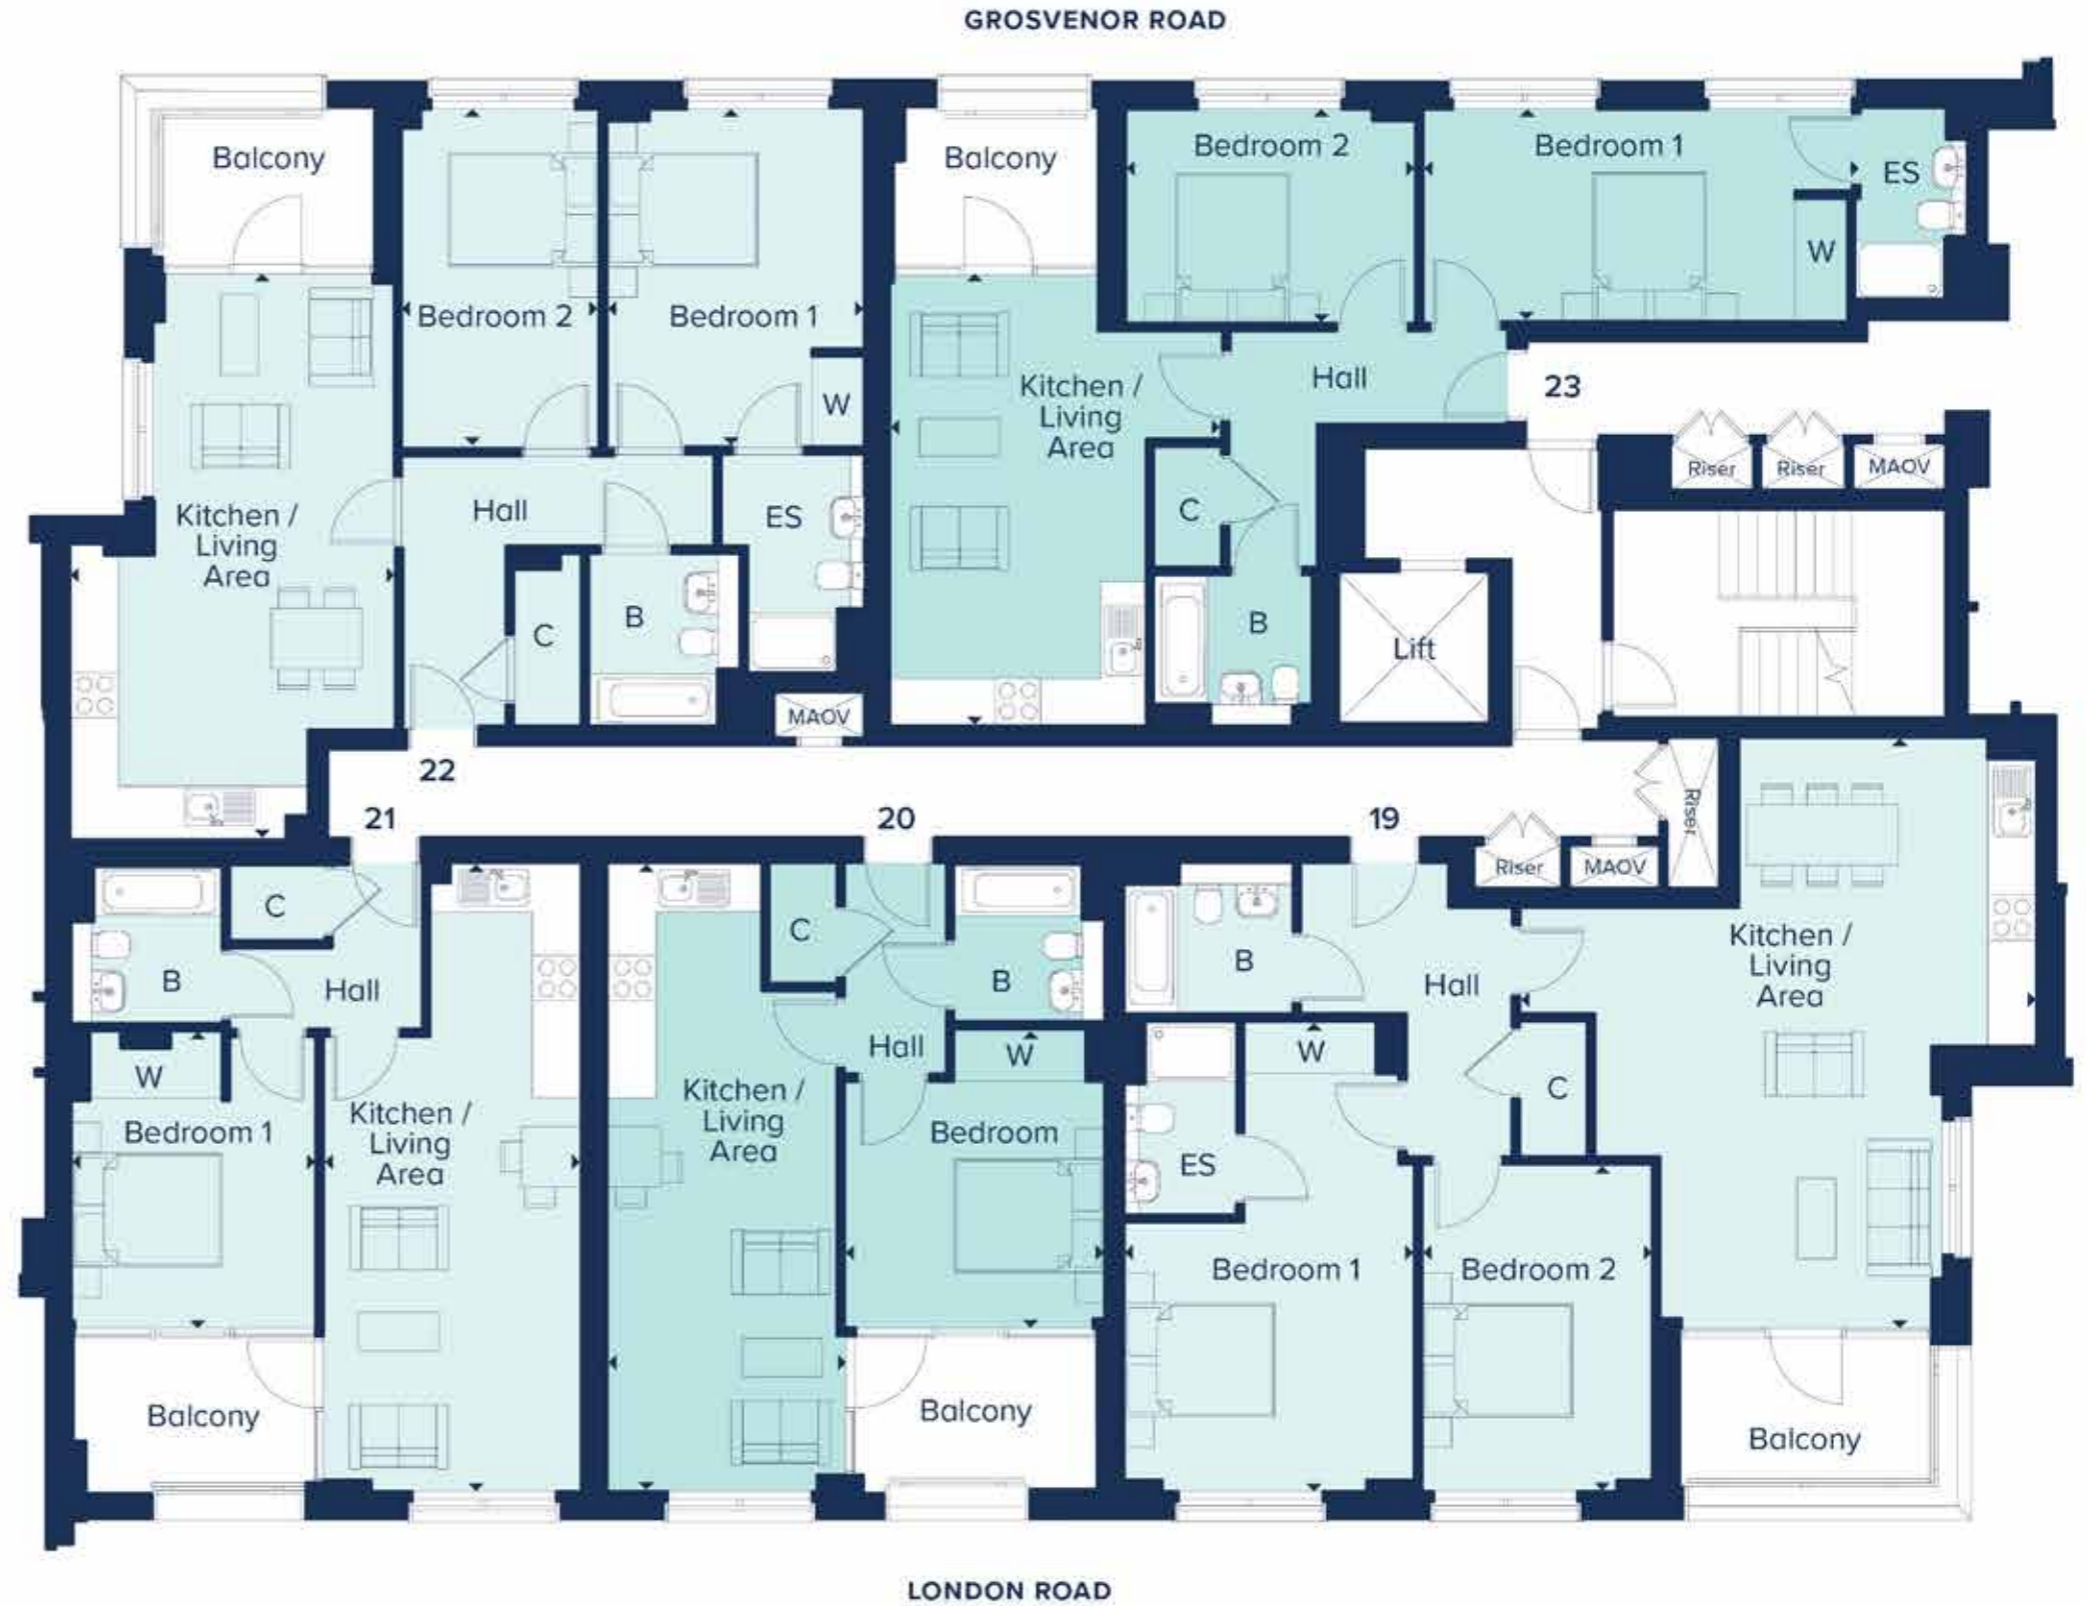 GROSVENOR ROAD
Balcony
Bedroom 2
Bedroom 1
W
Kitchen /
Living
Area
Hall
ES
C
B
MAOV
22
Balcony
Bedroom 2
Bedroom 1
ES
W
Kitchen /
Living
Area
Hall
23
C
B
Lift
Riser
Riser
MAOV
21
20
19
Riser
MAOV
Riser
C
B
Hall
W
Bedroom 1
Kitchen /
Living
Area
Balcony
C
B
Hall
W
Kitchen /
Living
Area
Bedroom
Balcony
B
Hall
Kitchen /
Living
Area
W
C
ES
Bedroom 1
Bedroom 2
Balcony
LONDON ROAD